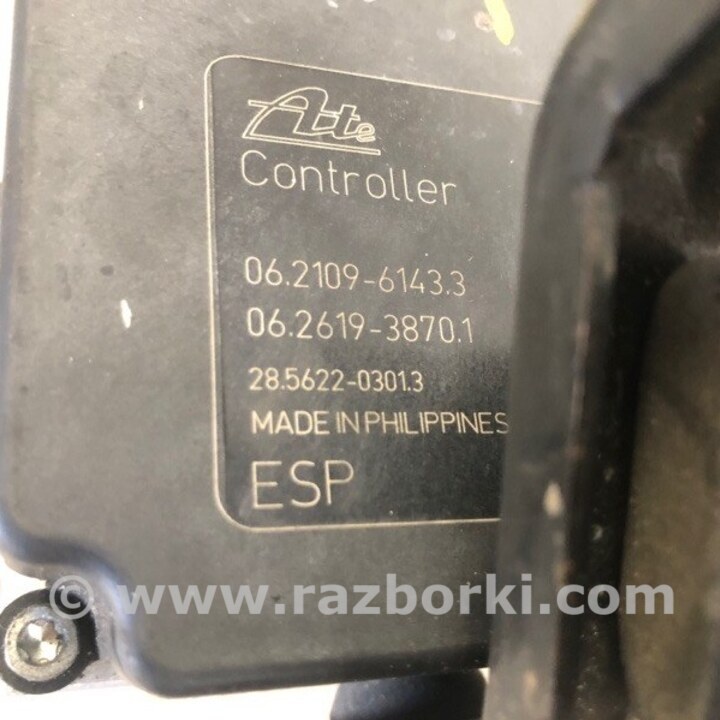 Ate
Controller
06.2109-6143.3
06.2619-3870.1
28.5622-0301.3
MADE IN PHILIPPINES
ESP
© www.razborki.com